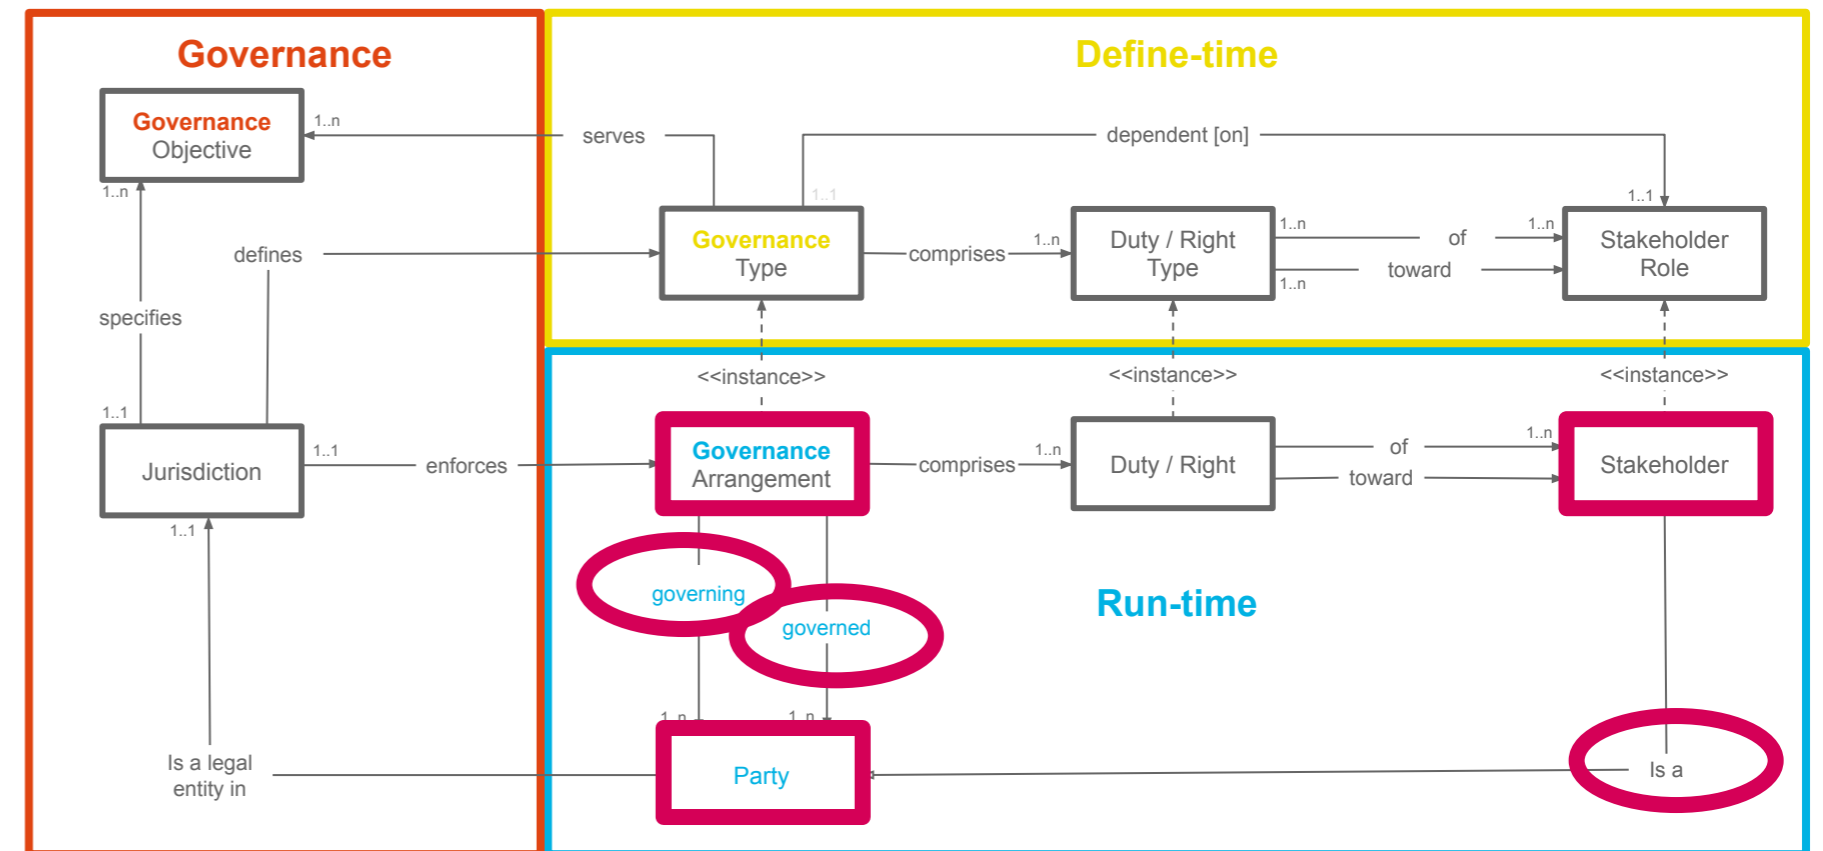 Governance
Define-time
Governance
Objective
1..n
serves
dependent [on]
1..n
1..1
1..1
defines
Governance
Type
comprises
1..n
Duty / Right
Type
1..n
of
1..n
toward
1..n
Stakeholder
Role
specifies
<<instance>>
<<instance>>
<<instance>>
1..1
Jurisdiction
1..1
enforces
Governance
Arrangement
comprises
1..n
Duty / Right
of
1..n
toward
Stakeholder
1..1
governing
governed
Run-time
1..n
1..n
Is a legal
entity in
Party
Is a